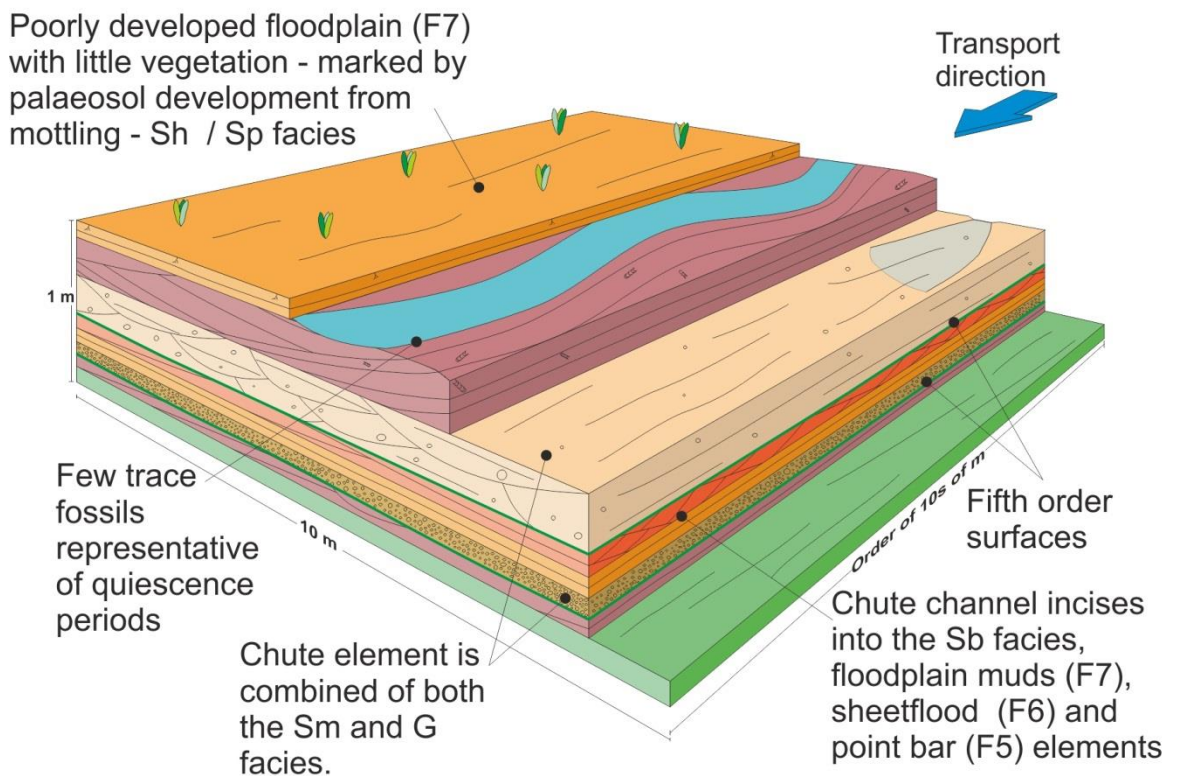 Poorly developed floodplain (F7)
with little vegetation - marked by
palaeosol development from
mottling - Sh / Sp facies
Transport
direction
1 m
Few trace
fossils
representative
of quiescence
periods
10 m
Chute element is
combined of both
the Sm and G
facies.
Order of 10s of m
Fifth order
surfaces
Chute channel incises
into the Sb facies,
floodplain muds (F7),
sheetflood (F6) and
point bar (F5) elements